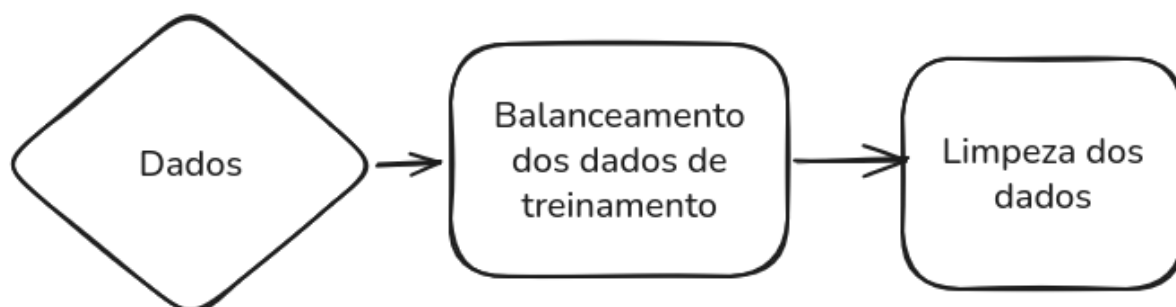 Dados
Balanceamento
dos dados de
treinamento
Limpeza dos
dados